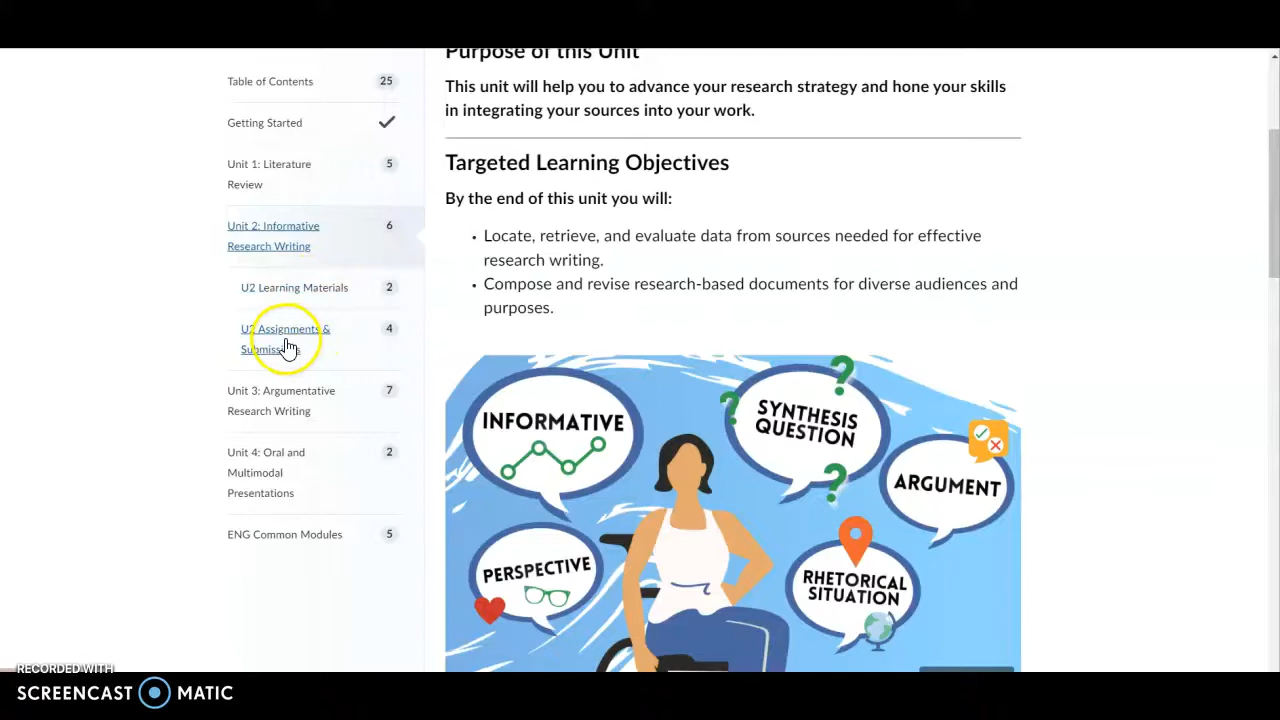 Purpose of this Unit
Table of Contents 25
Getting Started
Unit 1: Literature 5
Review
Unit 2: Informative 6
Research Writing
U2 Learning Materials 2
U2 Assignments & 4
Submissions
Unit 3: Argumentative 7
Research Writing
Unit 4: Oral and 2
Multimodal
Presentations
ENG Common Modules 5
This unit will help you to advance your research strategy and hone your skills
in integrating your sources into your work.
Targeted Learning Objectives
By the end of this unit you will:
• Locate, retrieve, and evaluate data from sources needed for effective
research writing.
• Compose and revise research-based documents for diverse audiences and
purposes.
INFORMATIVE
SYNTHESIS
QUESTION
?
?
?
ARGUMENT
PERSPECTIVE
RHETORICAL
SITUATION
RECORDED WITH
SCREENCAST MATIC